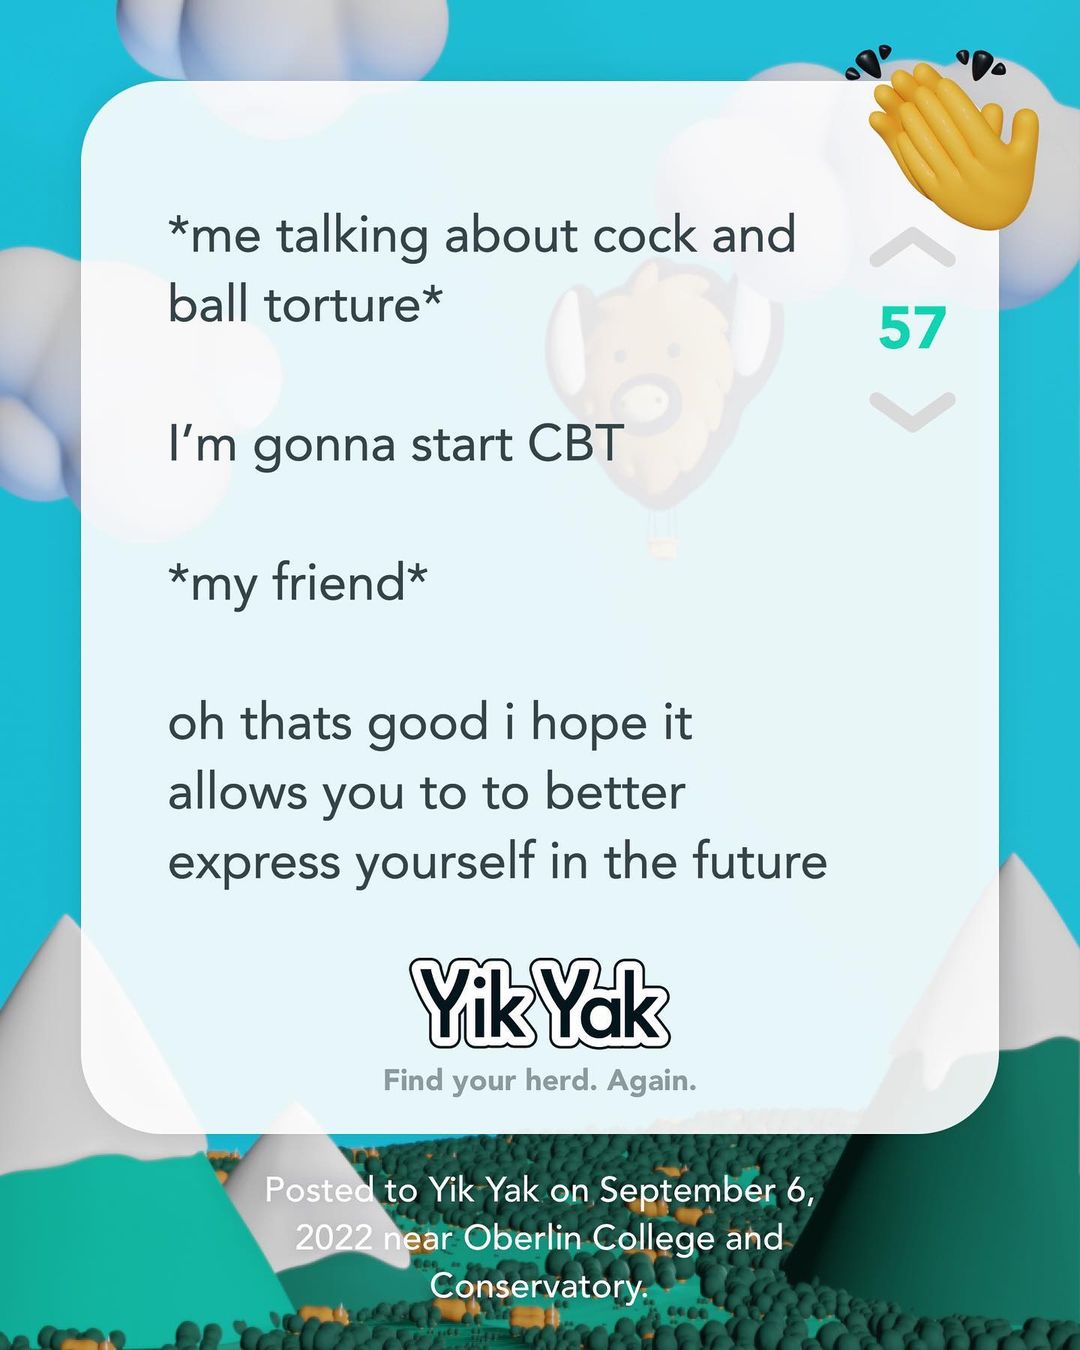 *me talking about cock and
57
ball torture*
I’m gonna start CBT
*my friend*
oh thats good i hope it
allows you to to better
express yourself in the future
Yik Yak
Find your herd. Again.
Posted to Yik Yak on September 6,
2022 near Oberlin College and
Conservatory.